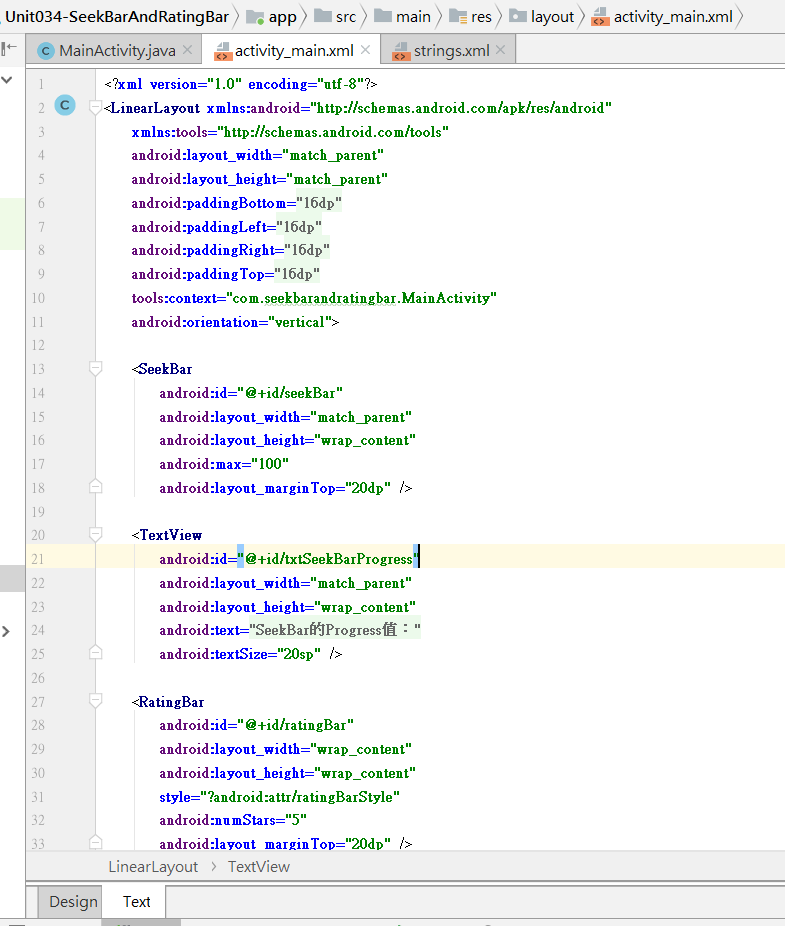 Unit034-SeekBarAndRatingBar app src main res layout activity_main.xml
MainActivity.java activity_main.xml strings.xml
1 <?xml version="1.0" encoding="utf-8"?>
2 C <LinearLayout xmlns:android="http://schemas.android.com/apk/res/android"
3 xmlns:tools="http://schemas.android.com/tools"
4 android:layout_width="match_parent"
5 android:layout_height="match_parent"
6 android:paddingBottom="16dp"
7 android:paddingLeft="16dp"
8 android:paddingRight="16dp"
9 android:paddingTop="16dp"
10 tools:context="com.seekbarandratingbar.MainActivity"
11 android:orientation="vertical">
12
13 <SeekBar
14 android:id="@+id/seekBar"
15 android:layout_width="match_parent"
16 android:layout_height="wrap_content"
17 android:max="100"
18 android:layout_marginTop="20dp" />
19
20 <TextView
21 android:id="@+id/txtSeekBarProgress"
22 android:layout_width="match_parent"
23 android:layout_height="wrap_content"
24 android:text="SeekBar的Progress值："
25 android:textSize="20sp" />
26
27 <RatingBar
28 android:id="@+id/ratingBar"
29 android:layout_width="wrap_content"
30 android:layout_height="wrap_content"
31 style="?android:attr/ratingBarStyle"
32 android:numStars="5"
33 android:layout_marginTop="20dp" />
LinearLayout TextView
Design Text